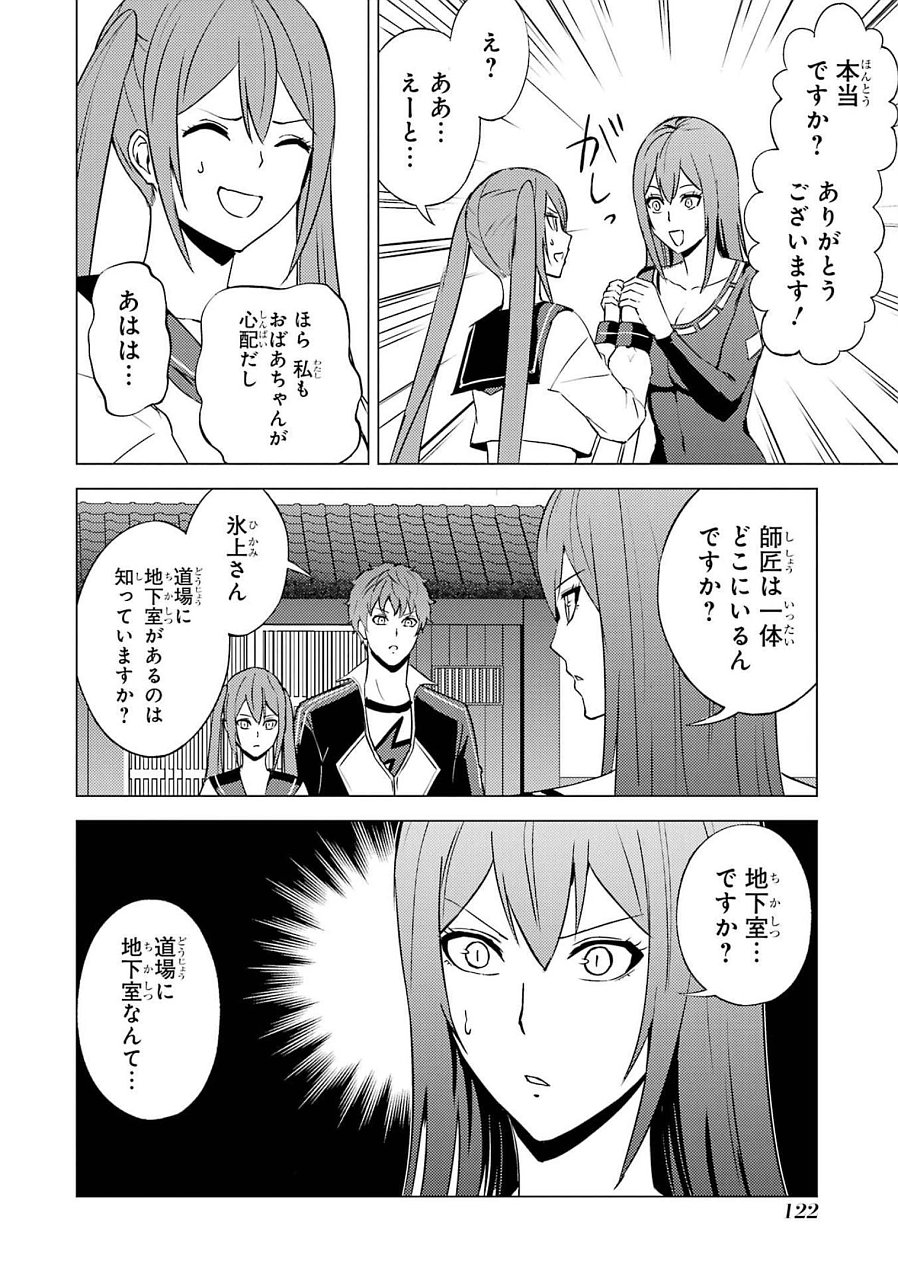 本当
ですか?
ありがとう
ございます!
がしっ
え?
ああ…
えーと…
ほら 私も
おばあちゃんが
心配だし
あはは…
師匠は一体
どこにいるん
ですか?
氷上さん
道場に
地下室があるのは
知っていますか?
地下室…
ですか?
道場に
地下室なんて…
122